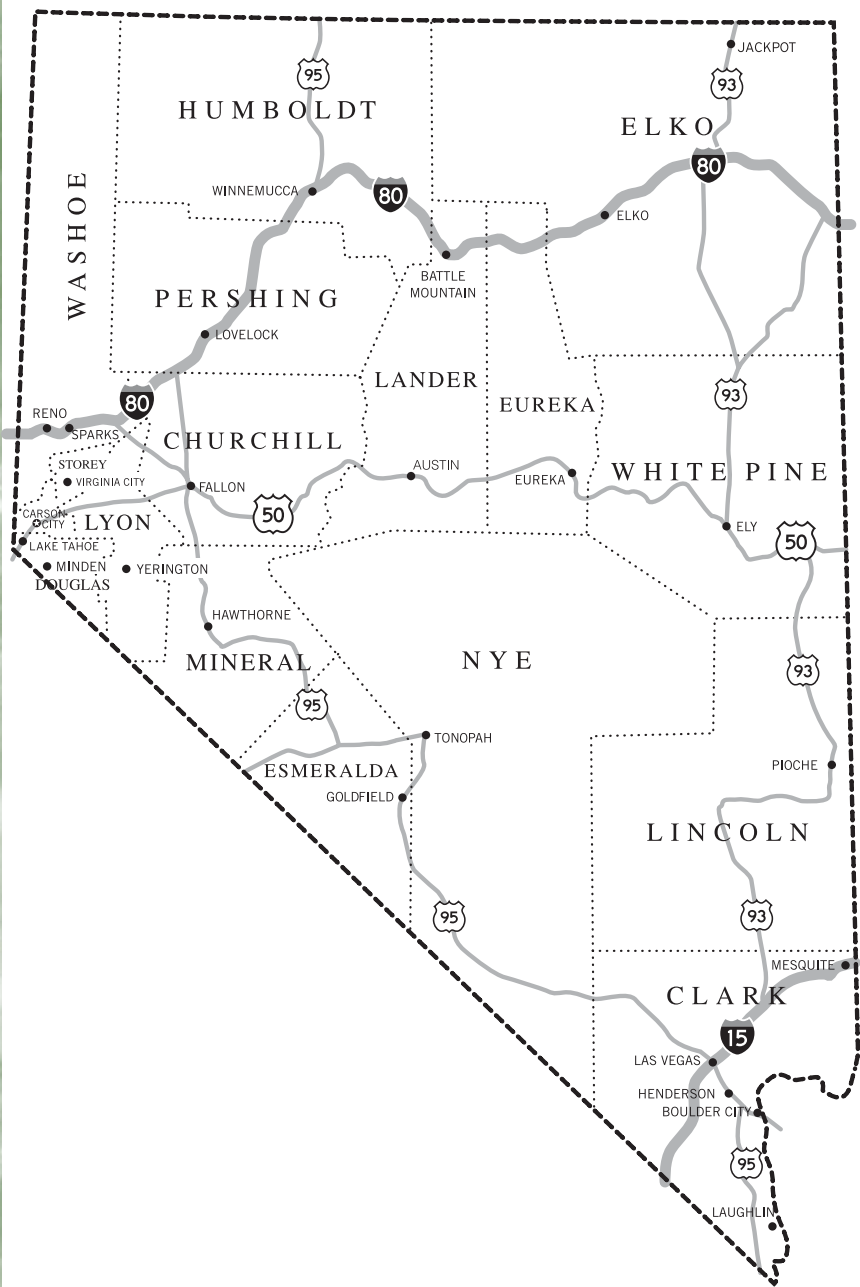 JACKPOT
95
93
HUMBOLDT
ELKO
80
WINNEMUCCA
80
ELKO
WASHOE
BATTLE
MOUNTAIN
PERSHING
LOVELOCK
LANDER
80
93
EUREKA
RENO
SPARKS
CHURCHILL
STOREY
AUSTIN
WHITE PINE
VIRGINIA CITY
EUREKA
FALLON
CARSON
CITY
LYON
50
ELY
LAKE TAHOE
50
MINDEN
YERINGTON
DOUGLAS
HAWTHORNE
MINERAL
NYE
93
95
TONOPAH
ESMERALDA
PIOCHE
GOLDFIELD
LINCOLN
95
93
MESQUITE
CLARK
15
LAS VEGAS
HENDERSON
BOULDER CITY
95
LAUGHLIN